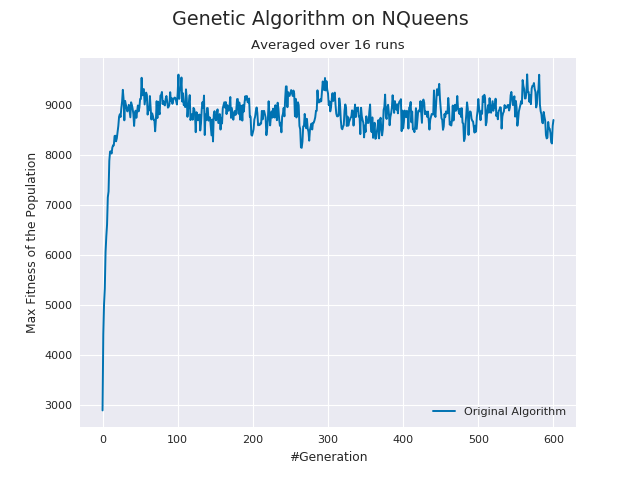 Genetic Algorithm on NQueens
Averaged over 16 runs
Max Fitness of the Population
9000
8000
7000
6000
5000
4000
3000
0 100 200 300 400 500 600
#Generation
Original Algorithm